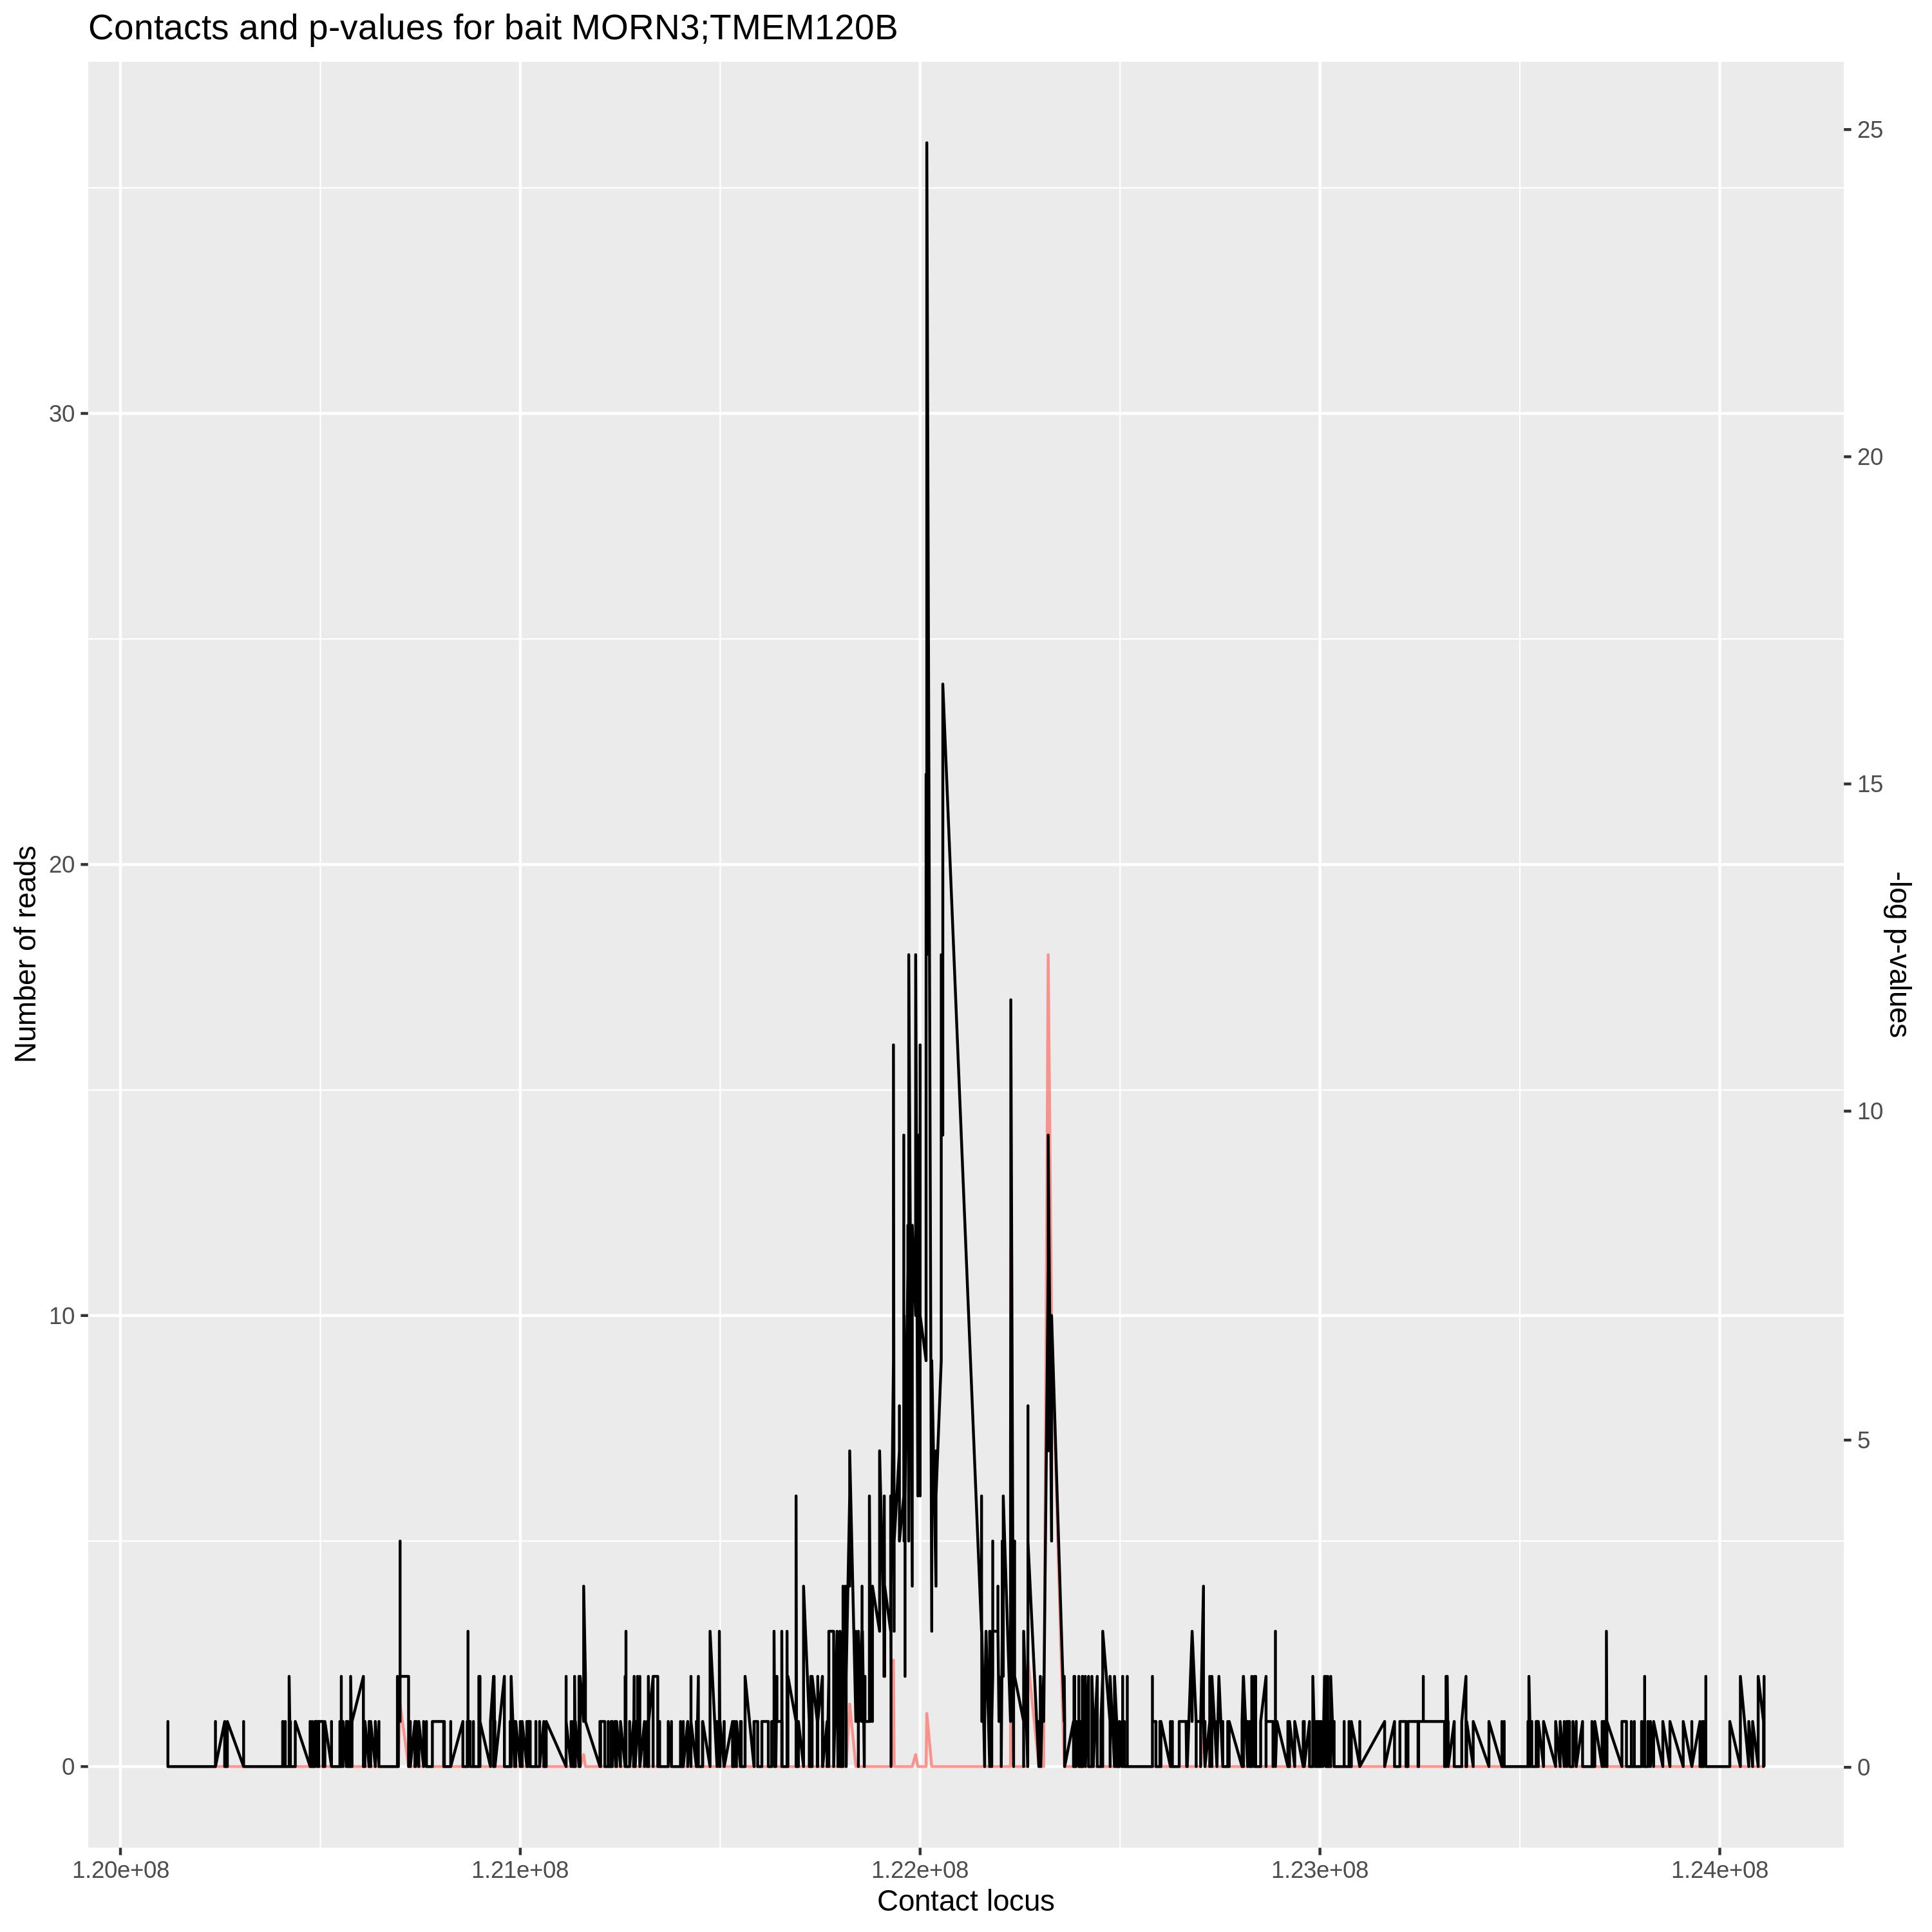 Contacts and p-values for bait MORN3;TMEM120B
Number of reads
30
20
10
0
25
20
15
10
5
0
-log p-values
1.20e+08
1.21e+08
1.22e+08
1.23e+08
1.24e+08
Contact locus